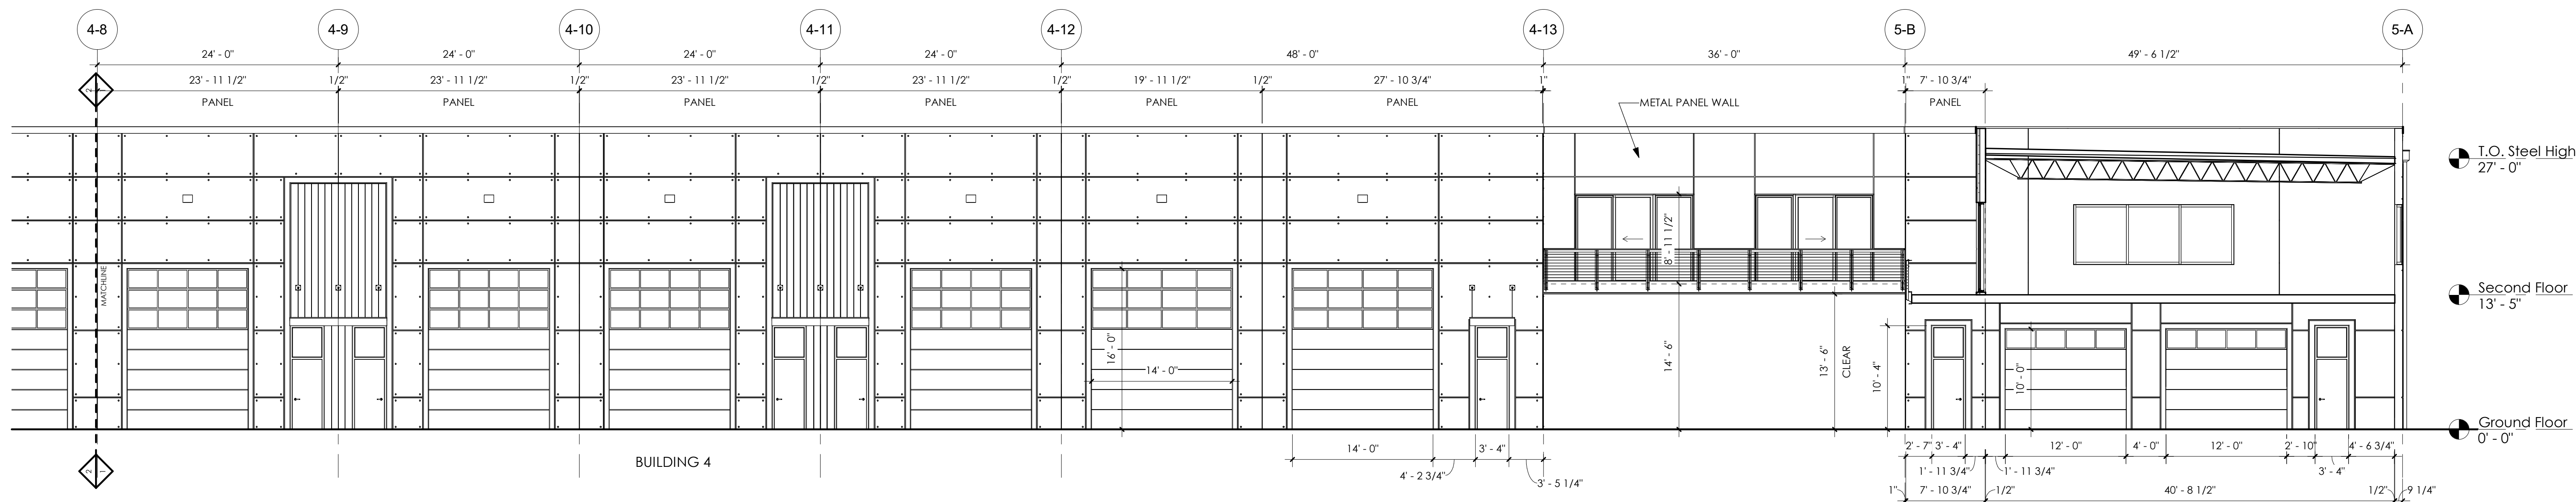 4-8 4-9 4-10 4-11 4-12 4-13 5-B 5-A
24' - 0" 24' - 0" 24' - 0" 24' - 0" 48' - 0" 36' - 0" 49' - 6 1/2"
23' - 11 1/2" 1/2" 23' - 11 1/2" 1/2" 23' - 11 1/2" 1/2" 23' - 11 1/2" 1/2" 19' - 11 1/2" 1/2" 27' - 10 3/4" 1" 1" 7' - 10 3/4"
2
1
PANEL PANEL PANEL PANEL PANEL PANEL METAL PANEL WALL PANEL
T.O. Steel High
27' - 0"
8' - 11 1/2"
MATCHLINE
Second Floor
13' - 5"
16' - 0"
14' - 0"
14' - 6"
13' - 6"
CLEAR
10' - 4"
10' - 0"
Ground Floor
0' - 0"
14' - 0" 3' - 4" 2' - 7" 3' - 4" 12' - 0" 4' - 0" 12' - 0" 2' - 10" 4' - 6 3/4"
BUILDING 4
2
1
4' - 2 3/4" 3' - 5 1/4" 1' - 11 3/4" 1' - 11 3/4" 3' - 4"
1" 7' - 10 3/4" 1/2" 40' - 8 1/2" 1/2" 9 1/4"